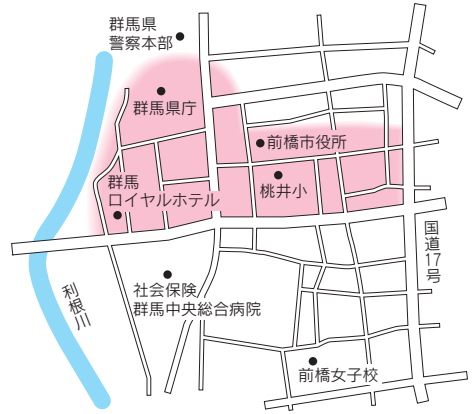 群馬県
警察本部
群馬県庁
前橋市役所
群馬
ロイヤルホテル
桃井小
国道17号
利根川
社会保険
群馬中央総合病院
前橋女子校